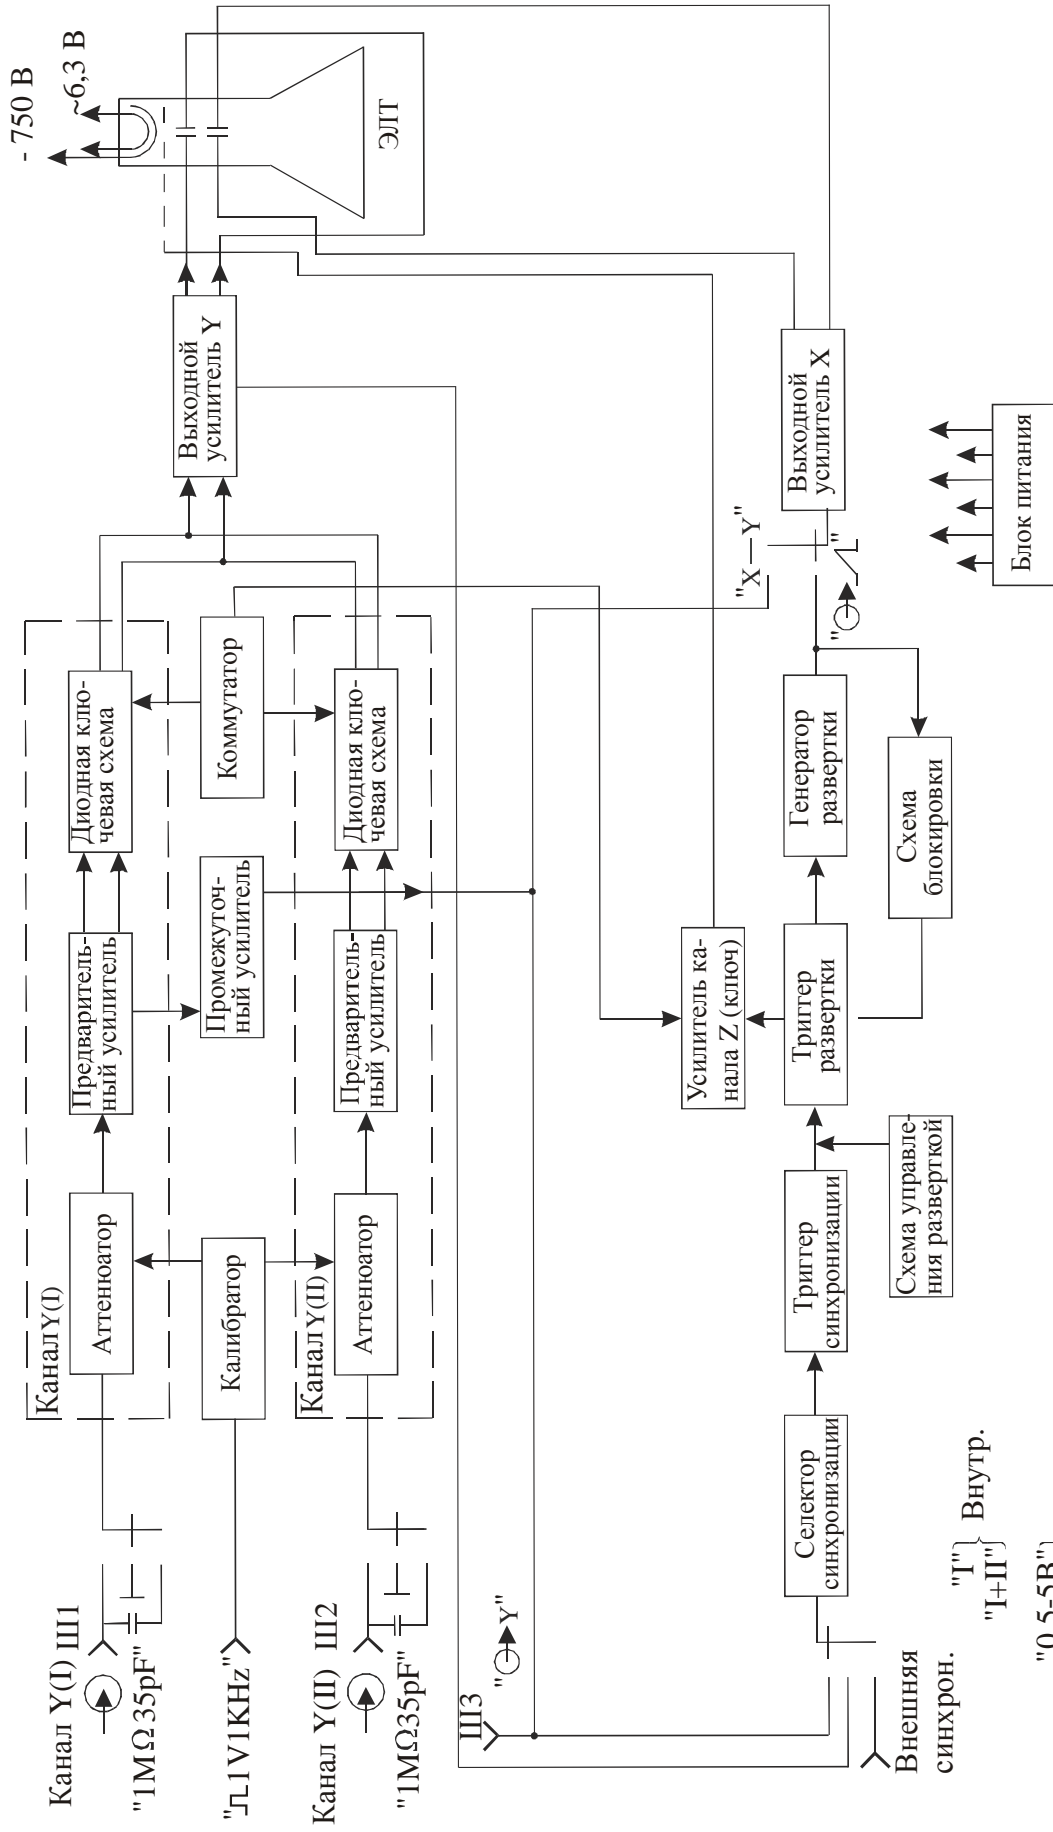 - 750 В
~6,3 В
ЭЛТ
Выходной
усилитель Y
Канал Y(I)
Диодная клю-
чевая схема
Предваритель-
ный усилитель
Аттенюатор
Коммутатор
Промежуточ-
ный усилитель
Калибратор
Канал Y(II)
Диодная клю-
чевая схема
Предваритель-
ный усилитель
Аттенюатор
Канал Y(I) Ш1
"1MΩ35pF"
"1V1KHz"
Канал Y(II) Ш2
"1MΩ35pF"
Ш3
"Y"
Усилитель ка-
нала Z (ключ)
"X—Y"
Выходной
усилитель X
Генератор
развертки
Триггер
развертки
Триггер
синхронизации
Селектор
синхронизации
Схема
блокировки
Схема управле-
ния разверткой
Блок питания
Внешняя
синхрон.
"I"
"I+II"
Внутр.
"0,5-5В"